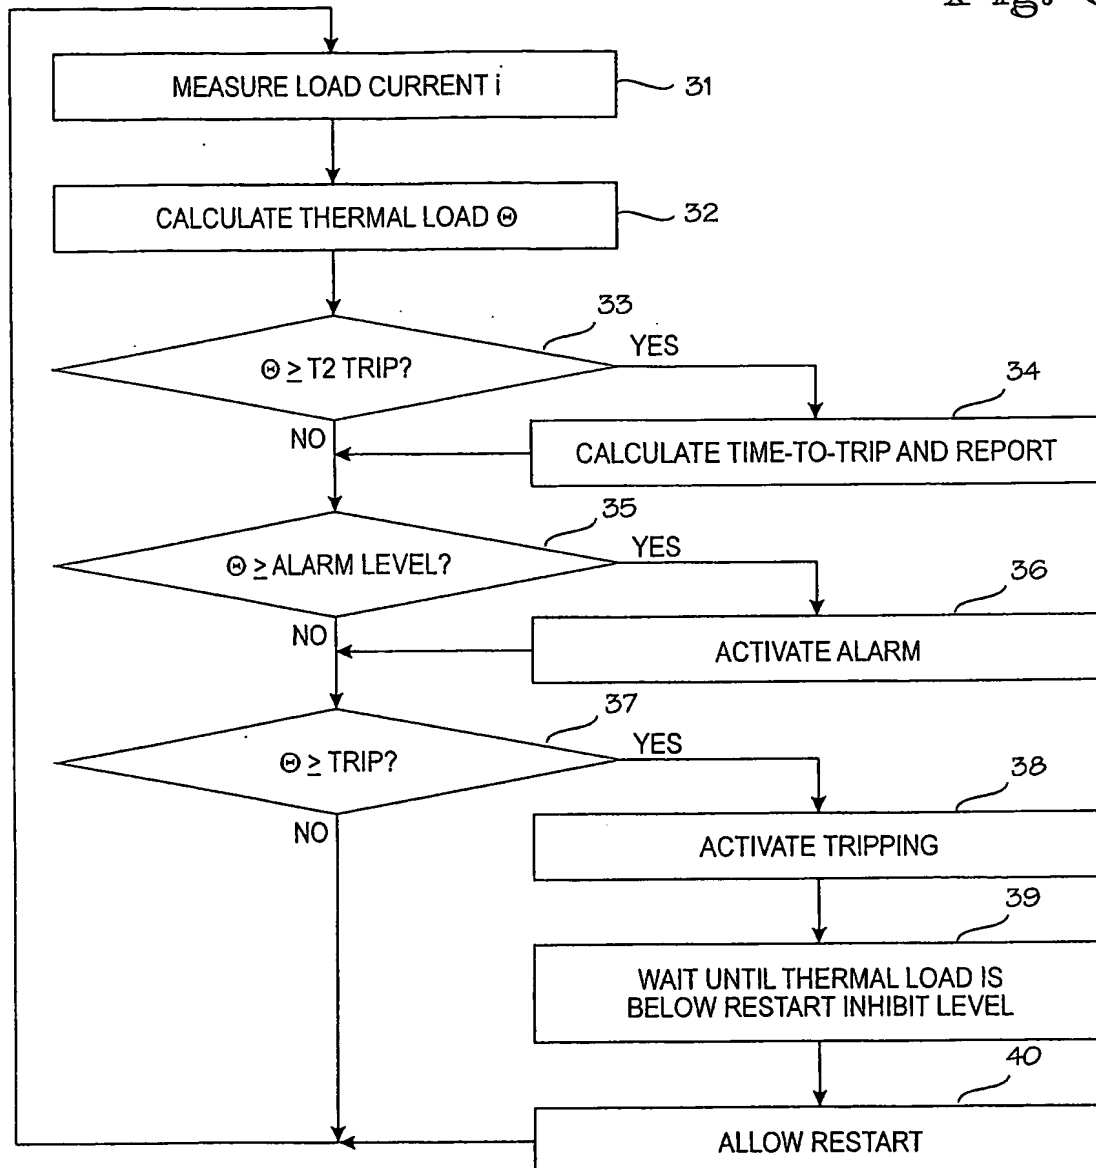 Fig.
MEASURE LOAD CURRENT i
31
CALCULATE THERMAL LOAD Θ
32
33
Θ ≥ T2 TRIP?
YES
34
NO
CALCULATE TIME-TO-TRIP AND REPORT
35
Θ ≥ ALARM LEVEL?
YES
36
NO
ACTIVATE ALARM
37
Θ ≥ TRIP?
YES
38
NO
ACTIVATE TRIPPING
39
WAIT UNTIL THERMAL LOAD IS
BELOW RESTART INHIBIT LEVEL
40
ALLOW RESTART